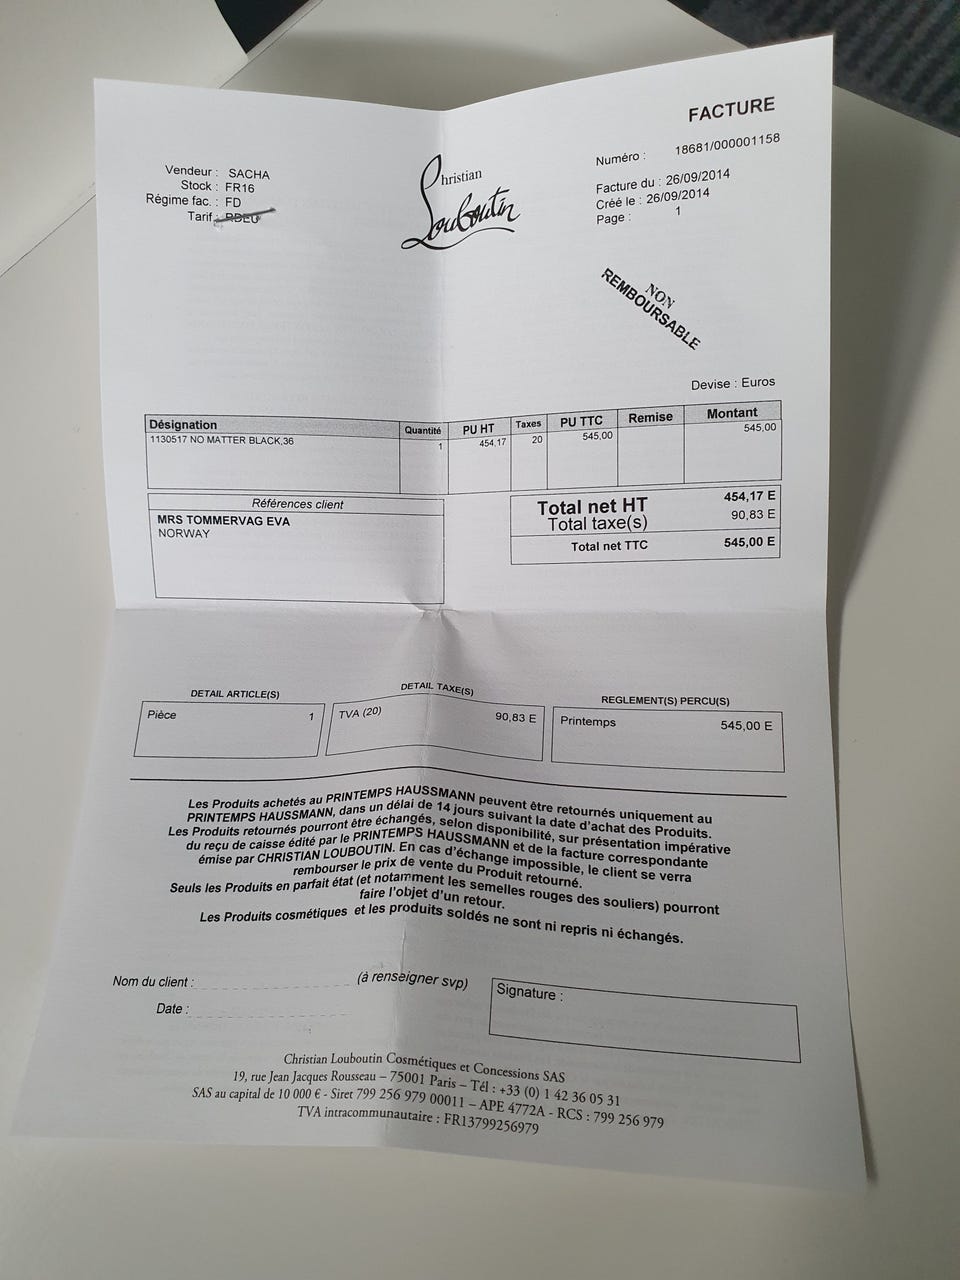 FACTURE
Numéro : 18681/000001158
Facture du : 26/09/2014
Créé le : 26/09/2014
Page : 1
Vendeur : SACHA
Stock : FR16
Régime fac. : FD
Tarif : RDEU
Christian
Louboutin
NON
REMBOURSABLE
Devise : Euros
Désignation Quantité PU HT Taxes PU TTC Remise Montant
1130517 NO MATTER BLACK,36 1 454,17 20 545,00 545,00
Références client
MRS TOMMERVAG EVA
NORWAY
Total net HT 454,17 E
Total taxe(s) 90,83 E
Total net TTC 545,00 E
DETAIL ARTICLE(S) DETAIL TAXE(S) REGLEMENT(S) PERCU(S)
Pièce 1 TVA (20) 90,83 E Printemps 545,00 E
Les Produits achetés au PRINTEMPS HAUSSMANN peuvent être retournés uniquement au
PRINTEMPS HAUSSMANN, dans un délai de 14 jours suivant la date d'achat des Produits.
Les Produits retournés pourront être échangés, selon disponibilité, sur présentation impérative
du reçu de caisse édité par le PRINTEMPS HAUSSMANN et de la facture correspondante
émise par CHRISTIAN LOUBOUTIN. En cas d'échange impossible, le client se verra
rembourser le prix de vente du Produit retourné.
Seuls les Produits en parfait état (et notamment les semelles rouges des souliers) pourront
faire l'objet d'un retour.
Les Produits cosmétiques et les produits soldés ne sont ni repris ni échangés.
Nom du client : (à renseigner svp)
Date :
Signature :
Christian Louboutin Cosmétiques et Concessions SAS
19, rue Jean Jacques Rousseau – 75001 Paris – Tél : +33 (0) 1 42 36 05 31
SAS au capital de 10 000 € - Siret 799 256 979 00011 – APE 4772A - RCS : 799 256 979
TVA intracommunautaire : FR13799256979